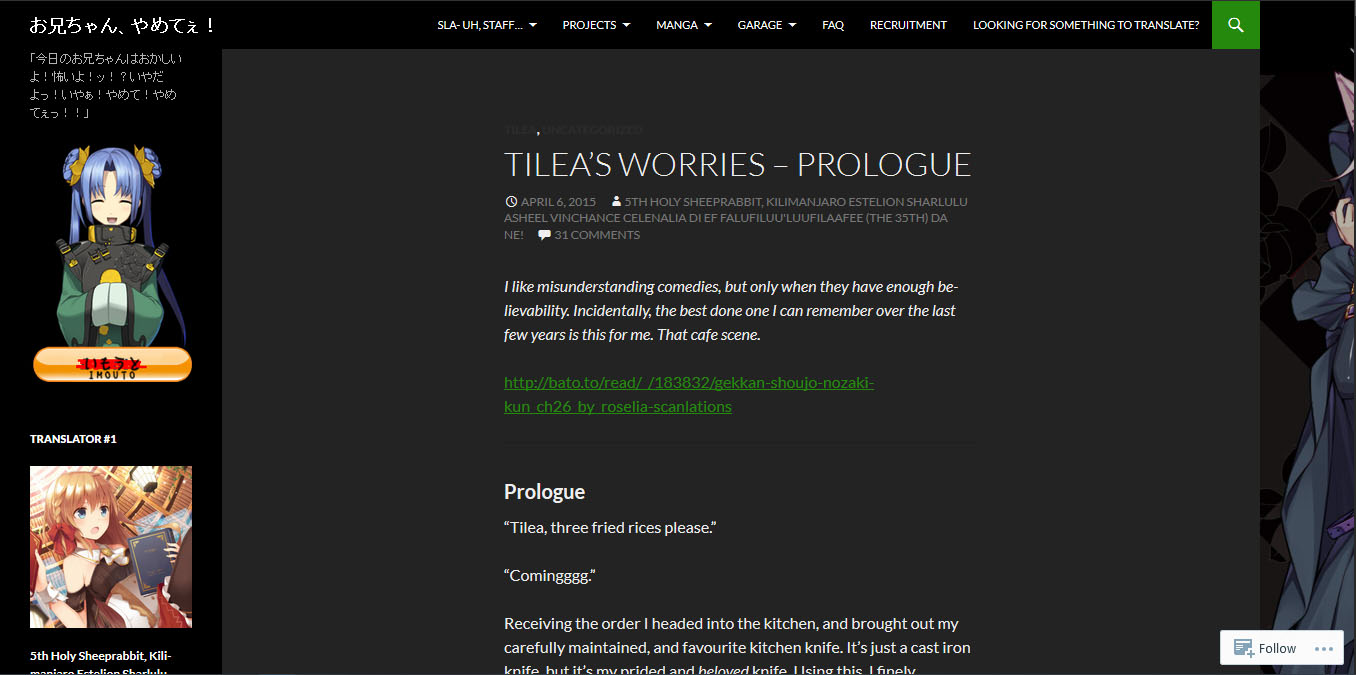 お兄ちゃん、やめてぇ！
SLA- UH, STAFF... PROJECTS MANGA GARAGE FAQ RECRUITMENT LOOKING FOR SOMETHING TO TRANSLATE?
「今日のお兄ちゃんはおかしい
よ！怖いよ！ッ！？いやだ
よっ！いやぁ！やめて！やめ
てぇっ！！」
いもうと
IMOUTO
TRANSLATOR #1
5th Holy Sheeprabbit, Kili-
manjaro Estelion Sharlulu
TILEA, UNCATEGORIZED
TILEA'S WORRIES – PROLOGUE
APRIL 6, 2015 5TH HOLY SHEEPRABBIT, KILIMANJARO ESTELION SHARLULU
ASHEEL VINCHANCE CELENALIA DI EF FALUFILUU'LUUFILAAFEE (THE 35TH) DA
NE! 31 COMMENTS
I like misunderstanding comedies, but only when they have enough be-
lievability. Incidentally, the best done one I can remember over the last
few years is this for me. That cafe scene.
http://bato.to/read/_/183832/gekkan-shoujo-nozaki-
kun_ch26_by_roselia-scanlations
Prologue
“Tilea, three fried rices please.”
“Comingggg.”
Receiving the order I headed into the kitchen, and brought out my
carefully maintained, and favourite kitchen knife. It's just a cast iron
knife, but it's my prided and beloved knife. Using this, I finely
Follow